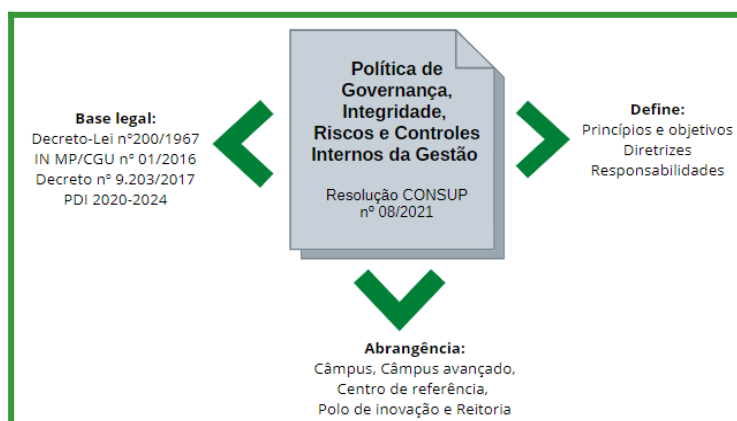 Política de
Governança,
Integridade,
Riscos e Controles
Internos da Gestão
Resolução CONSUP
nº 08/2021
Base legal:
Decreto-Lei nº200/1967
IN MP/CGU nº 01/2016
Decreto nº 9.203/2017
PDI 2020-2024
Define:
Princípios e objetivos
Diretrizes
Responsabilidades
Abrangência:
Câmpus, Câmpus avançado,
Centro de referência,
Polo de inovação e Reitoria